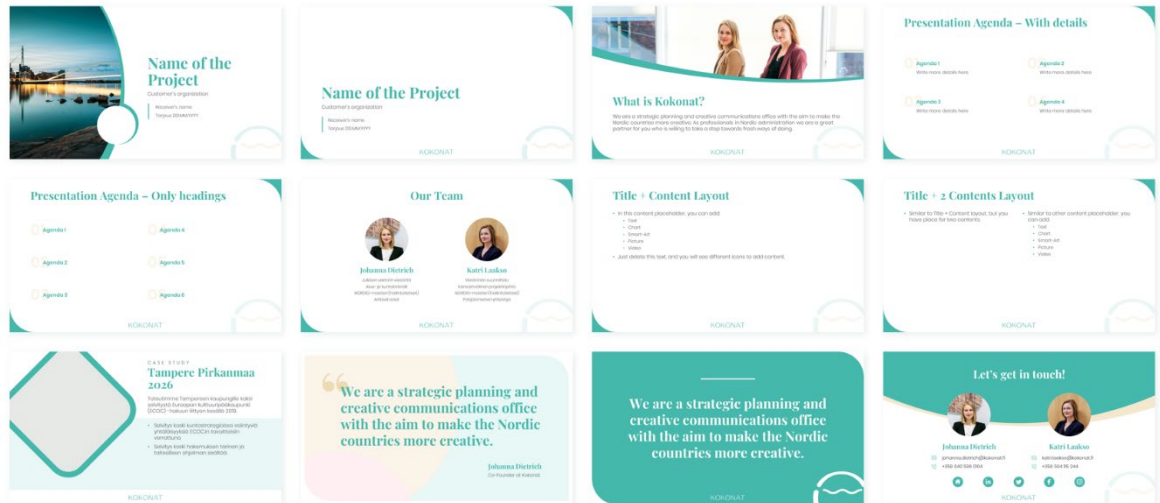 Name of the
Project
Customer's organization
Receiver's name
Tarjous DDMMYYYY
Name of the Project
Customer's organization
Receiver's name
Tarjous DDMMYYYY
KOKONAT
What is Kokonat?
We are a strategic planning and creative communications office with the aim to make the
Nordic countries more creative. As professionals in Nordic administration we are a great
partner for you who is willing to take a step towards fresh ways of doing.
KOKONAT
Presentation Agenda – With details
Agenda 1
Write more details here
Agenda 2
Write more details here
Agenda 3
Write more details here
Agenda 4
Write more details here
KOKONAT
Presentation Agenda – Only headings
Agenda 1
Agenda 4
Agenda 2
Agenda 5
Agenda 3
Agenda 6
KOKONAT
Our Team
Johanna Dietrich
Katri Laakso
KOKONAT
Title + Content Layout
• In this content placeholder, you can add
• Text
• Chart
• Smart Art
• Picture
• Video
• Just delete this text, and you will see different icons to add content.
KOKONAT
Title + 2 Contents Layout
• Similar to Title + Content layout, but you
have place for two contents.
• Similar to other content placeholder, you
can add
• Text
• Chart
• Smart Art
• Picture
• Video
KOKONAT
CASE STUDY
Tampere Pirkanmaa
2026
KOKONAT
We are a strategic planning and
creative communications office
with the aim to make the Nordic
countries more creative.
Johanna Dietrich
Co-Founder at Kokonat
We are a strategic planning and
creative communications office
with the aim to make the Nordic
countries more creative.
KOKONAT
Let's get in touch!
Johanna Dietrich
Katri Laakso
KOKONAT